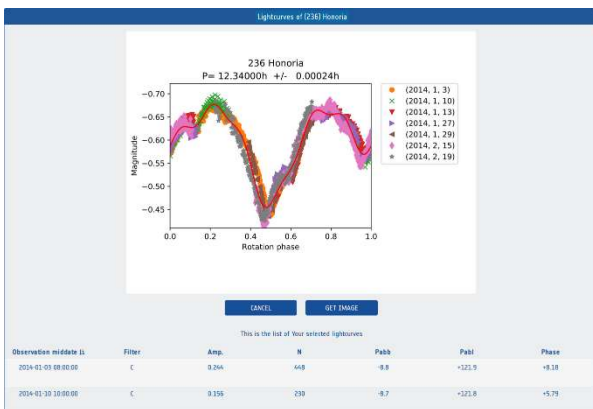 Lightcurves of (236) Honoria
236 Honoria
P= 12.34000h +/- 0.00024h
−0.70
−0.65
−0.60
−0.55
−0.50
−0.45
Magnitude
0.0 0.2 0.4 0.6 0.8 1.0
Rotation phase
(2014, 1, 3)
(2014, 1, 10)
(2014, 1, 13)
(2014, 1, 27)
(2014, 1, 29)
(2014, 2, 15)
(2014, 2, 19)
CANCEL GET IMAGE
This is the list of Your selected lightcurves
Observation middate Filter Amp. N Pabb Pabl Phase
2014-01-03 08:00:00 C 0.244 448 -8.8 +121.9 +8.18
2014-01-10 10:00:00 C 0.156 230 -8.7 +121.8 +5.79